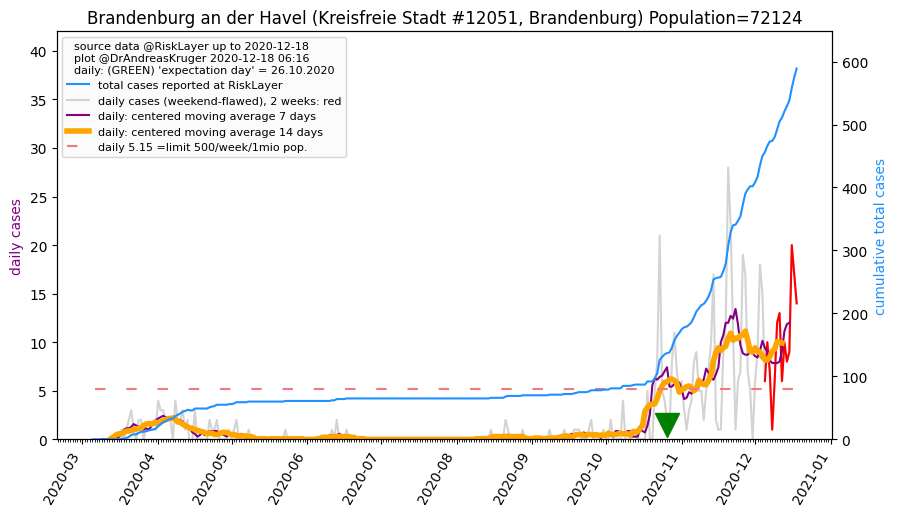 Brandenburg an der Havel (Kreisfreie Stadt #12051, Brandenburg) Population=72124
source data @RiskLayer up to 2020-12-18
plot @DrAndreasKruger 2020-12-18 06:16
daily: (GREEN) 'expectation day' = 26.10.2020
total cases reported at RiskLayer
daily cases (weekend-flawed), 2 weeks: red
daily: centered moving average 7 days
daily: centered moving average 14 days
daily 5.15 =limit 500/week/1mio pop.
daily cases
40
35
30
25
20
15
10
5
0
cumulative total cases
600
500
400
300
200
100
0
2020-03
2020-04
2020-05
2020-06
2020-07
2020-08
2020-09
2020-10
2020-11
2020-12
2021-01